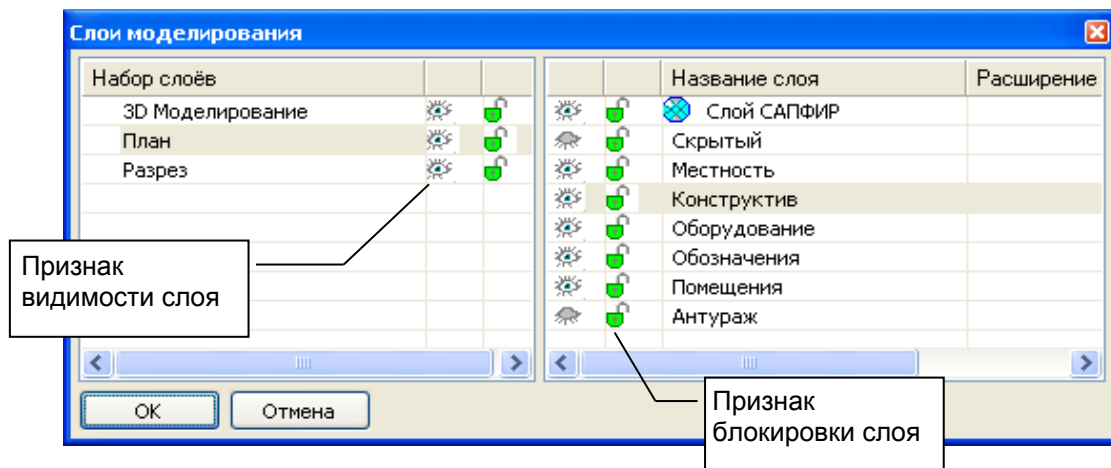 Слои моделирования
Набор слоёв
3D Моделирование
План
Разрез
Название слоя Расширение
Слой САПФИР
Скрытый
Местность
Конструктив
Оборудование
Обозначения
Помещения
Антураж
Признак
видимости слоя
Признак
блокировки слоя
OK Отмена